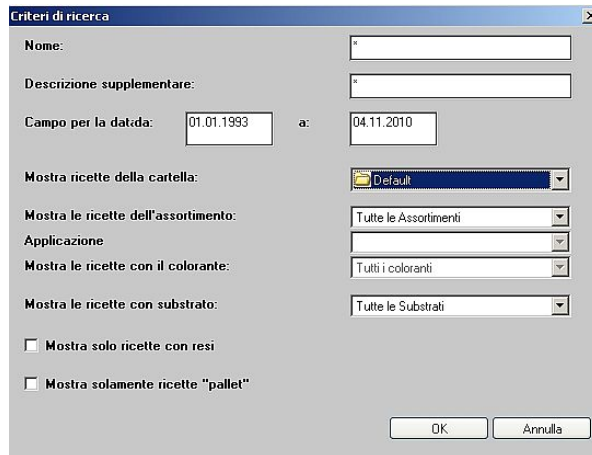 Criteri di ricerca
Nome: *
Descrizione supplementare: *
Campo per la data:da: 01.01.1993 a: 04.11.2010
Mostra ricette della cartella: Default
Mostra le ricette dell'assortimento: Tutte le Assortimenti
Applicazione
Mostra le ricette con il colorante: Tutti i coloranti
Mostra le ricette con substrato: Tutte le Substrati
Mostra solo ricette con resi
Mostra solamente ricette "pallet"
OK Annulla